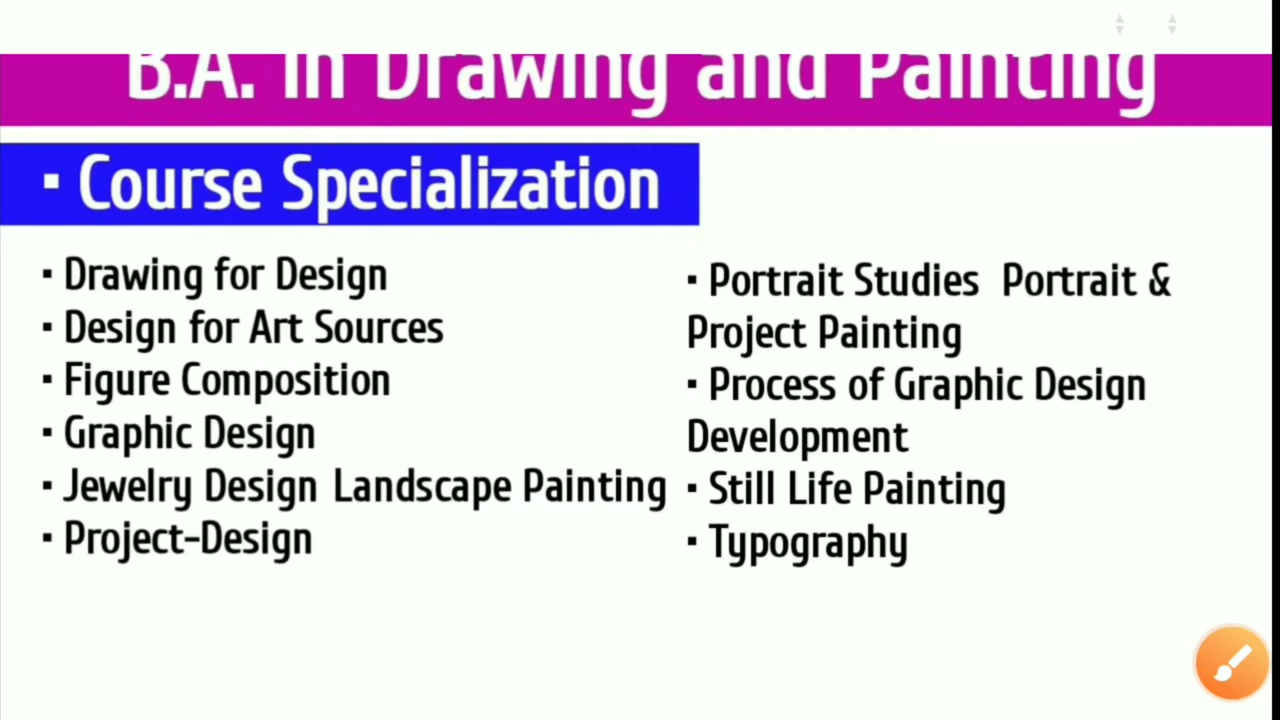 B.A. in Drawing and Painting
▪ Course Specialization
▪ Drawing for Design
▪ Design for Art Sources
▪ Figure Composition
▪ Graphic Design
▪ Jewelry Design Landscape Painting
▪ Project-Design
▪ Portrait Studies Portrait &
Project Painting
▪ Process of Graphic Design
Development
▪ Still Life Painting
▪ Typography